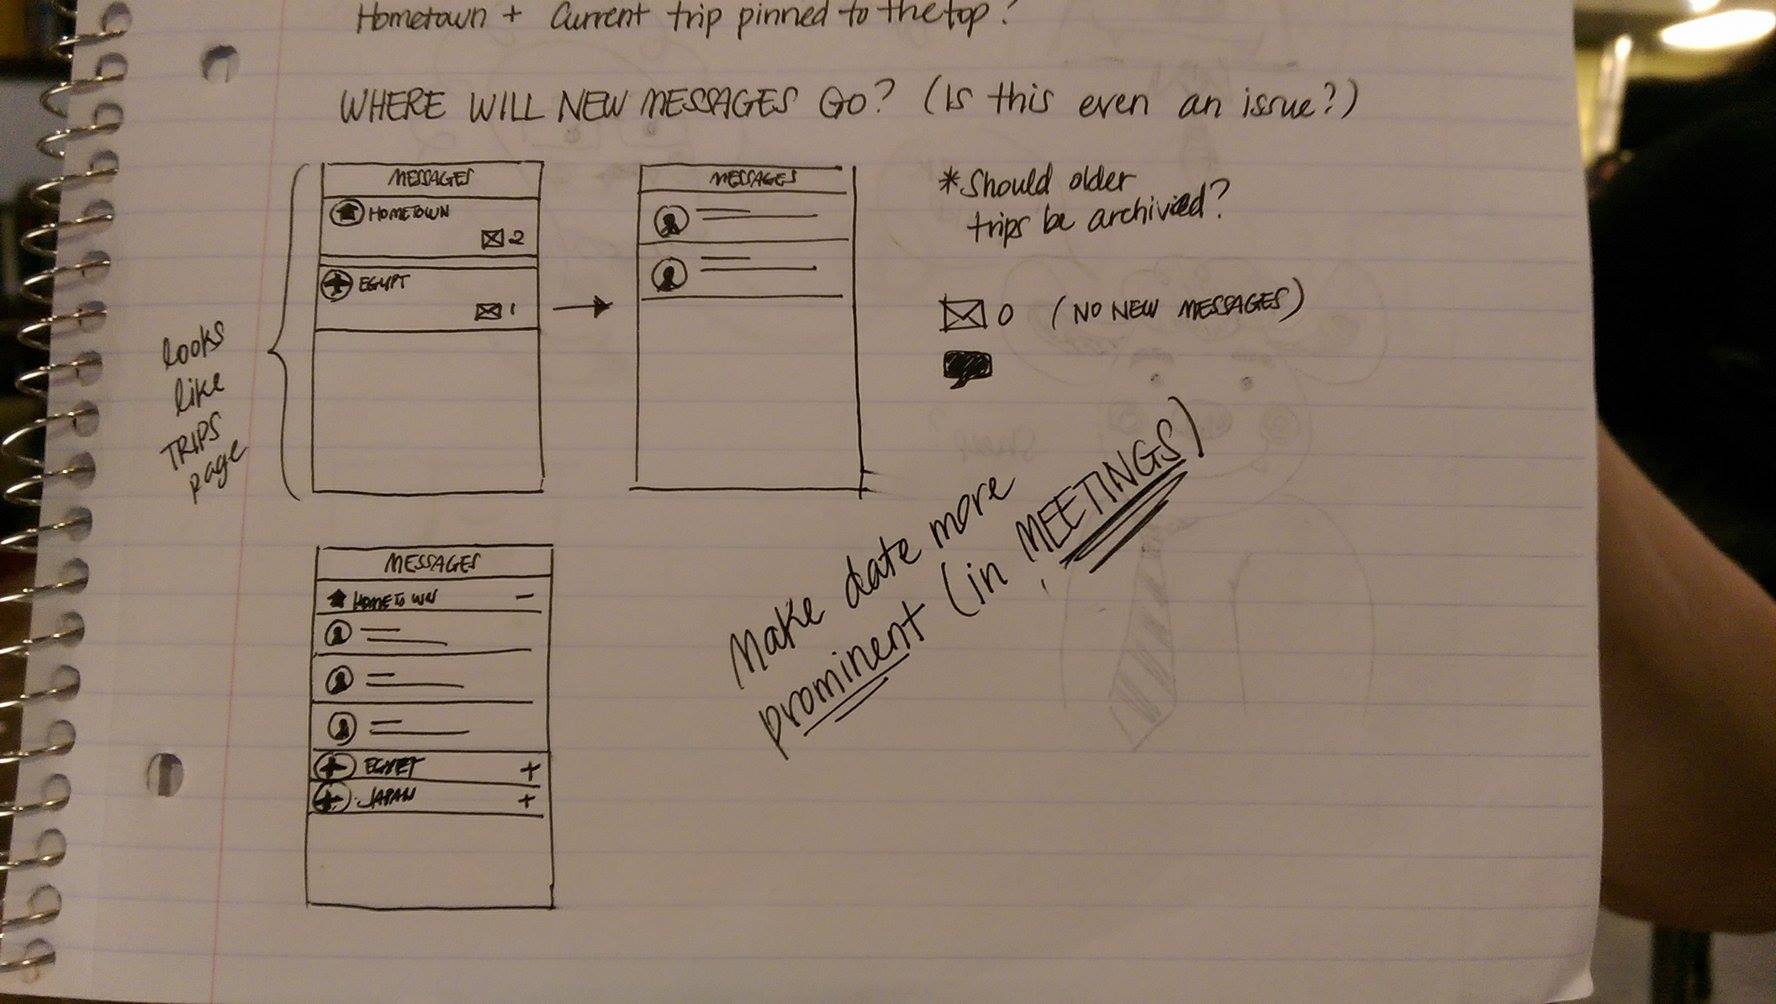 Hometown + Current trip pinned to the top?
WHERE WILL NEW MESSAGES GO? (Is this even an issue?)
MESSAGES
HOMETOWN
2
EGYPT
1
looks
like
TRIPS
page
MESSAGES
*Should older
trips be archivied?
0 (NO NEW MESSAGES)
Make date more
prominent (in MEETINGS)
MESSAGES
HOMETOWN –
EGYPT +
JAPAN +